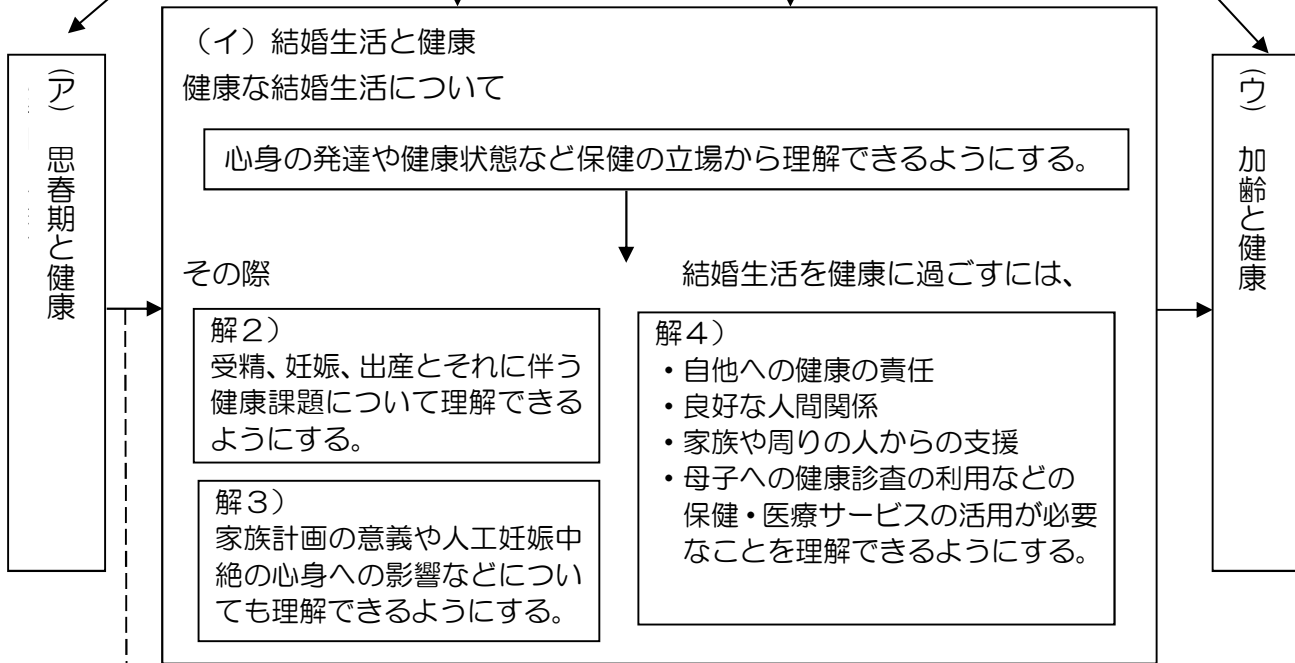 （ア）　思春期と健康
（イ）結婚生活と健康
健康な結婚生活について
心身の発達や健康状態など保健の立場から理解できるようにする。
その際
解２）
受精、妊娠、出産とそれに伴う
健康課題について理解できる
ようにする。
解３）
家族計画の意義や人工妊娠中
絶の心身への影響などについ
ても理解できるようにする。
結婚生活を健康に過ごすには、
解４）
・自他への健康の責任
・良好な人間関係
・家族や周りの人からの支援
・母子への健康診査の利用などの
保健・医療サービスの活用が必要
なことを理解できるようにする。
（ウ）　加齢と健康